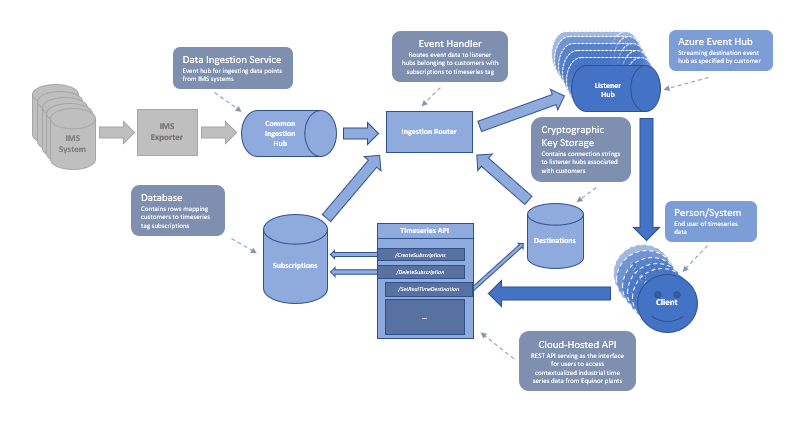 Data Ingestion Service
Event hub for ingesting data points
from IMS systems
Event Handler
Routes event data to listener
hubs belonging to customers with
subscriptions to timeseries tag
Azure Event Hub
Streaming destination event
hub as specified by customer
Listener
Hub
IMS
System
IMS
Exporter
Common
Ingestion
Hub
Ingestion Router
Cryptographic
Key Storage
Contains connection strings
to listener hubs associated
with customers
Database
Contains rows mapping
customers to timeseries
tag subscriptions
Person/System
End user of timeseries
data
Subscriptions
Timeseries API
/CreateSubscriptions
/DeleteSubscription
/SetRealTimeDestination
...
Destinations
Client
Cloud-Hosted API
REST API serving as the interface
for users to access
contextualized industrial time
series data from Equinor plants